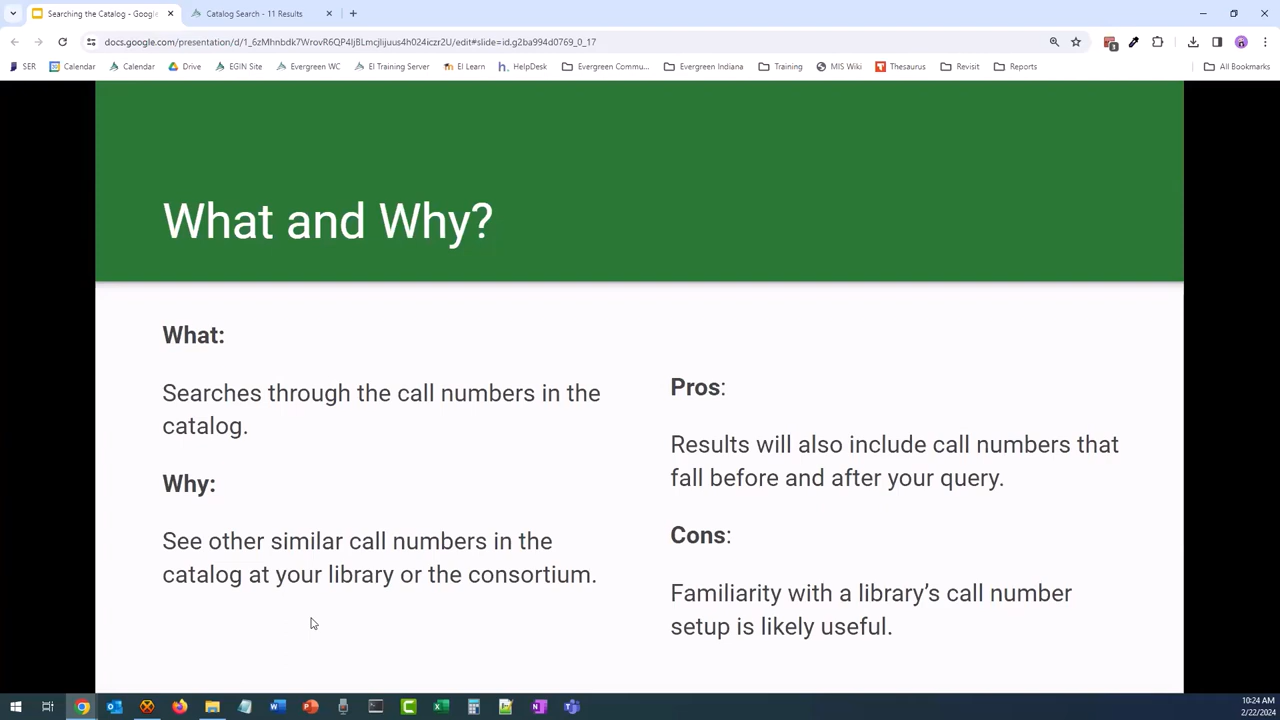 Searching the Catalog - Google
Catalog Search - 11 Results
docs.google.com/presentation/d/1_6zMhnbdk7WrovR6QP4IjBLmcjlijuus4h024iczr2U/edit#slide=id.g2ba994d0769_0_17
SER
Calendar
Calendar
Drive
EGIN Site
Evergreen WC
EI Training Server
EI Learn
HelpDesk
Evergreen Commu...
Evergreen Indiana
Training
MIS Wiki
Thesaurus
Revisit
Reports
All Bookmarks
What and Why?
What:
Searches through the call numbers in the
catalog.
Why:
See other similar call numbers in the
catalog at your library or the consortium.
Pros:
Results will also include call numbers that
fall before and after your query.
Cons:
Familiarity with a library’s call number
setup is likely useful.
10:24 AM
2/22/2024